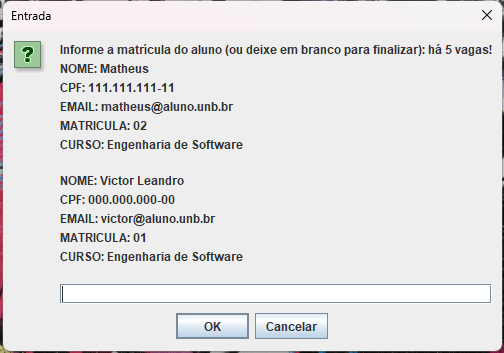 Entrada
Informe a matrícula do aluno (ou deixe em branco para finalizar): há 5 vagas!
NOME: Matheus
CPF: 111.111.111-11
EMAIL: matheus@aluno.unb.br
MATRICULA: 02
CURSO: Engenharia de Software
NOME: Victor Leandro
CPF: 000.000.000-00
EMAIL: victor@aluno.unb.br
MATRICULA: 01
CURSO: Engenharia de Software
OK
Cancelar